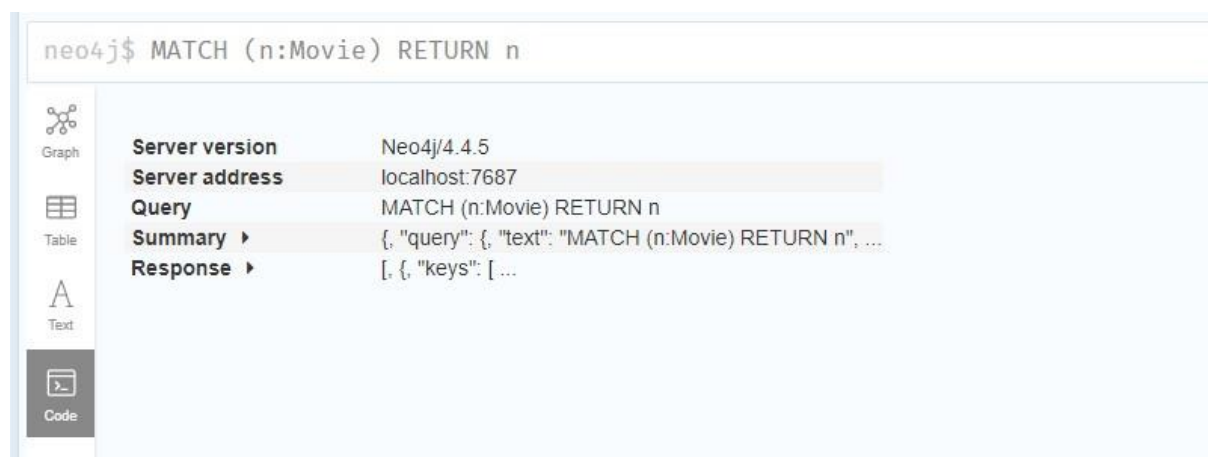 neo4j$ MATCH (n:Movie) RETURN n
Graph
Server version Neo4j/4.4.5
Server address localhost:7687
Table
Query MATCH (n:Movie) RETURN n
Summary {, "query": {, "text": "MATCH (n:Movie) RETURN n", ...
Response [, {, "keys": [ ...
A
Text
>_
Code